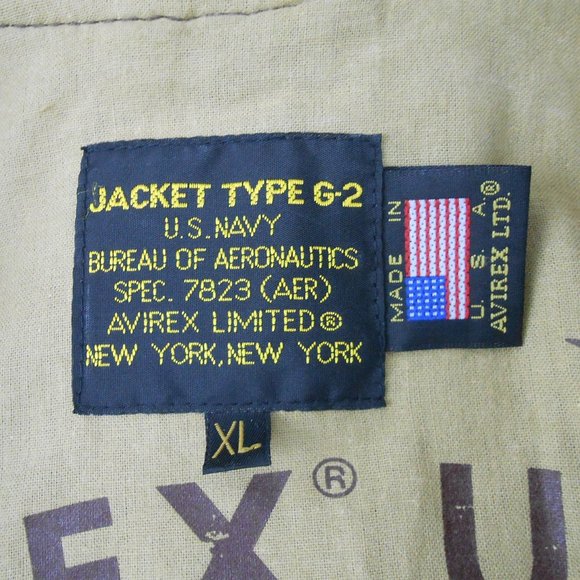 JACKET TYPE G-2
U.S. NAVY
BUREAU OF AERONAUTICS
SPEC. 7823 (AER)
AVIREX LIMITED®
NEW YORK, NEW YORK
MADE IN
U. S. A.
AVIREX LTD.®
XL
EX® U